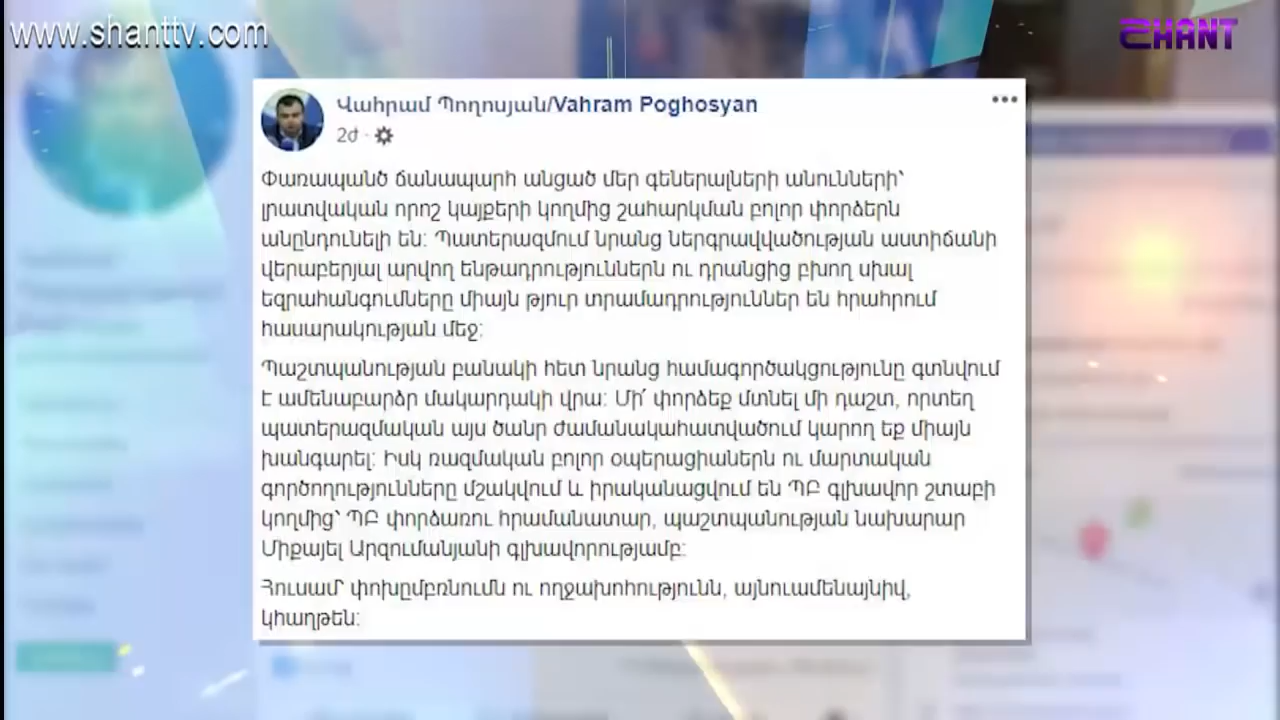 www.shanttv.com
SHANT
Վահրամ Պողոսյան/Vahram Poghosyan
2ժ ·
Փառապանծ ճանապարհ անցած մեր գեներալների անունների՝
լրատվական որոշ կայքերի կողմից շահարկման բոլոր փորձերն
անընդունելի են: Պատերազմում նրանց ներգրավվածության աստիճանի
վերաբերյալ արվող ենթադրություններն ու դրանցից բխող սխալ
եզրահանգումները միայն թյուր տրամադրություններ են հրահրում
հասարակության մեջ:
Պաշտպանության բանակի հետ նրանց համագործակցությունը գտնվում
է ամենաբարձր մակարդակի վրա: Մի՛ փորձեք մտնել մի դաշտ, որտեղ
պատերազմական այս ծանր ժամանակահատվածում կարող եք միայն
խանգարել: Իսկ ռազմական բոլոր օպերացիաներն ու մարտական
գործողությունները մշակվում և իրականացվում են ՊԲ գլխավոր շտաբի
կողմից՝ ՊԲ փորձառու հրամանատար, պաշտպանության նախարար
Միքայել Արզումանյանի գլխավորությամբ:
Հուսամ՝ փոխըմբռնումն ու ողջախոհությունն, այնուամենայնիվ,
կհաղթեն: